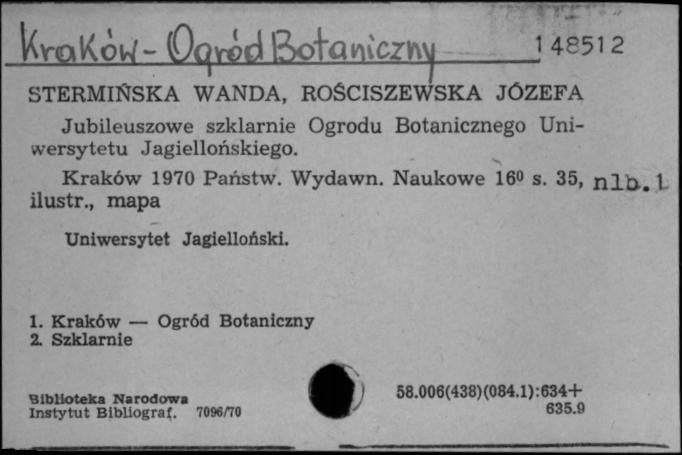 Kraków - Ogród Botaniczny 148512
STERMIŃSKA WANDA, ROŚCISZEWSKA JÓZEFA
Jubileuszowe szklarnie Ogrodu Botanicznego Uni-
wersytetu Jagiellońskiego.
Kraków 1970 Państw. Wydawn. Naukowe 16⁰ s. 35, nlb. 1
ilustr., mapa
Uniwersytet Jagielloński.
1. Kraków — Ogród Botaniczny
2. Szklarnie
Biblioteka Narodowa
Instytut Bibliograf. 7096/70
58.006(438)(084.1):634+
635.9